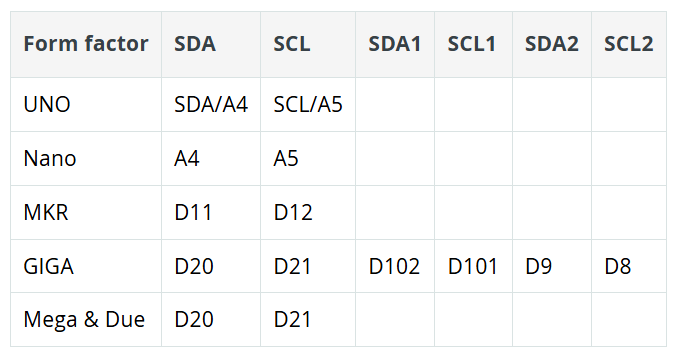 Form factor SDA SCL SDA1 SCL1 SDA2 SCL2
UNO SDA/A4 SCL/A5
Nano A4 A5
MKR D11 D12
GIGA D20 D21 D102 D101 D9 D8
Mega & Due D20 D21